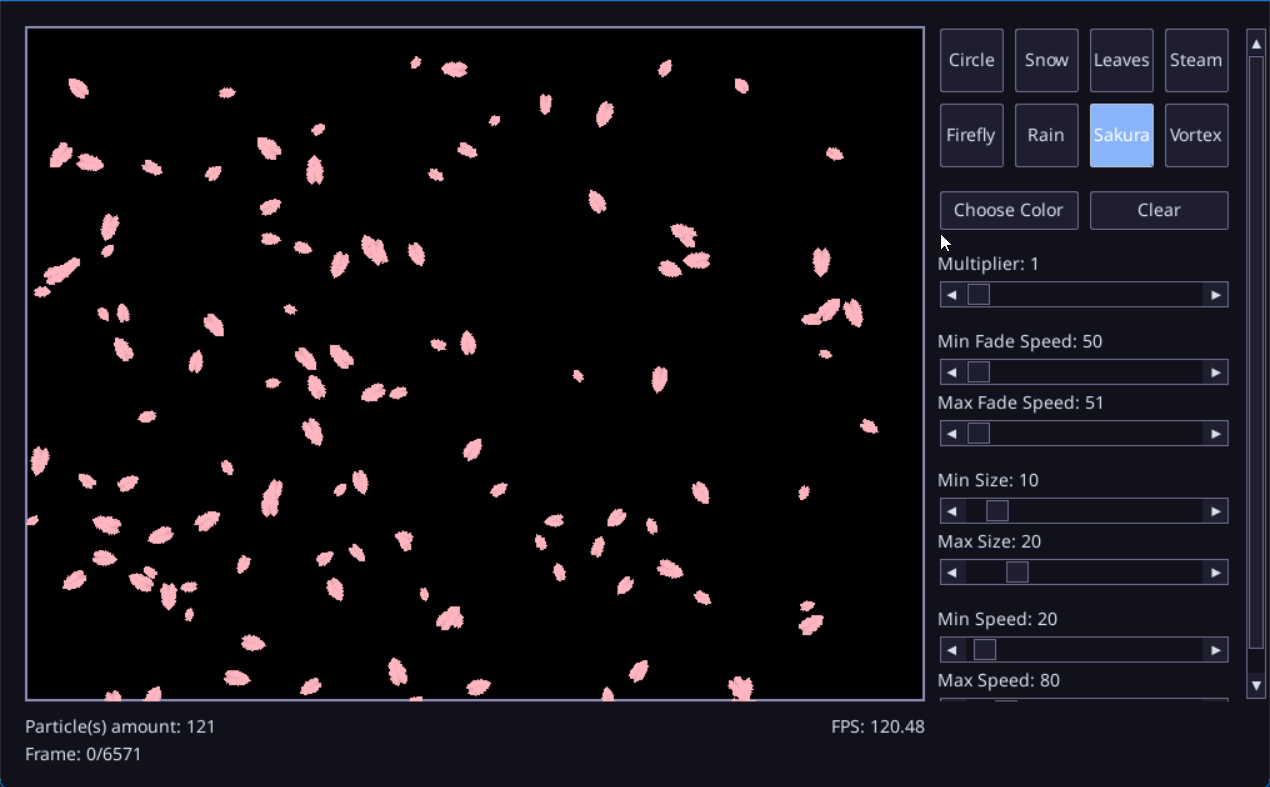 Circle Snow Leaves Steam
Firefly Rain Sakura Vortex
Choose Color Clear
Multiplier: 1
Min Fade Speed: 50
Max Fade Speed: 51
Min Size: 10
Max Size: 20
Min Speed: 20
Max Speed: 80
Particle(s) amount: 121 FPS: 120.48
Frame: 0/6571